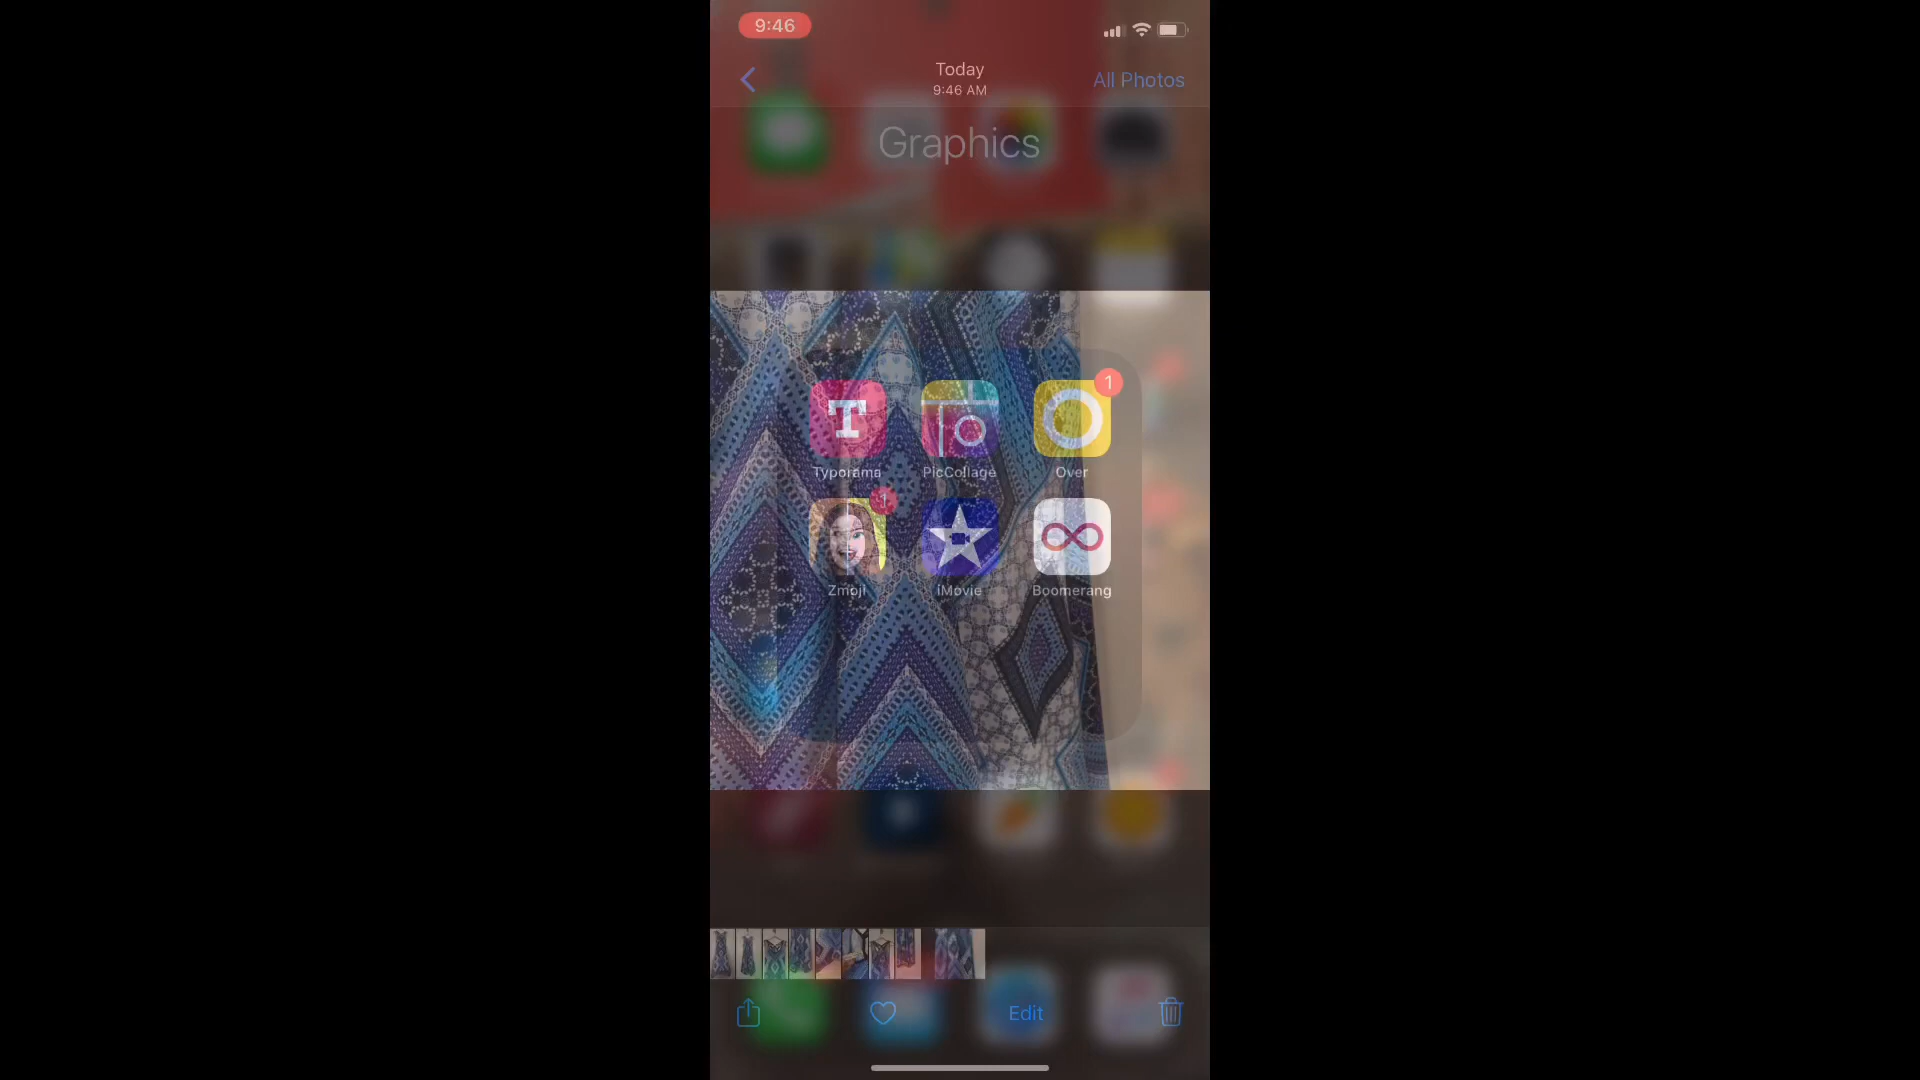 9:46
Today
9:46 AM
All Photos
Graphics
T
1
Typorama
PicCollage
Over
1
Zmoji
iMovie
Boomerang
Edit